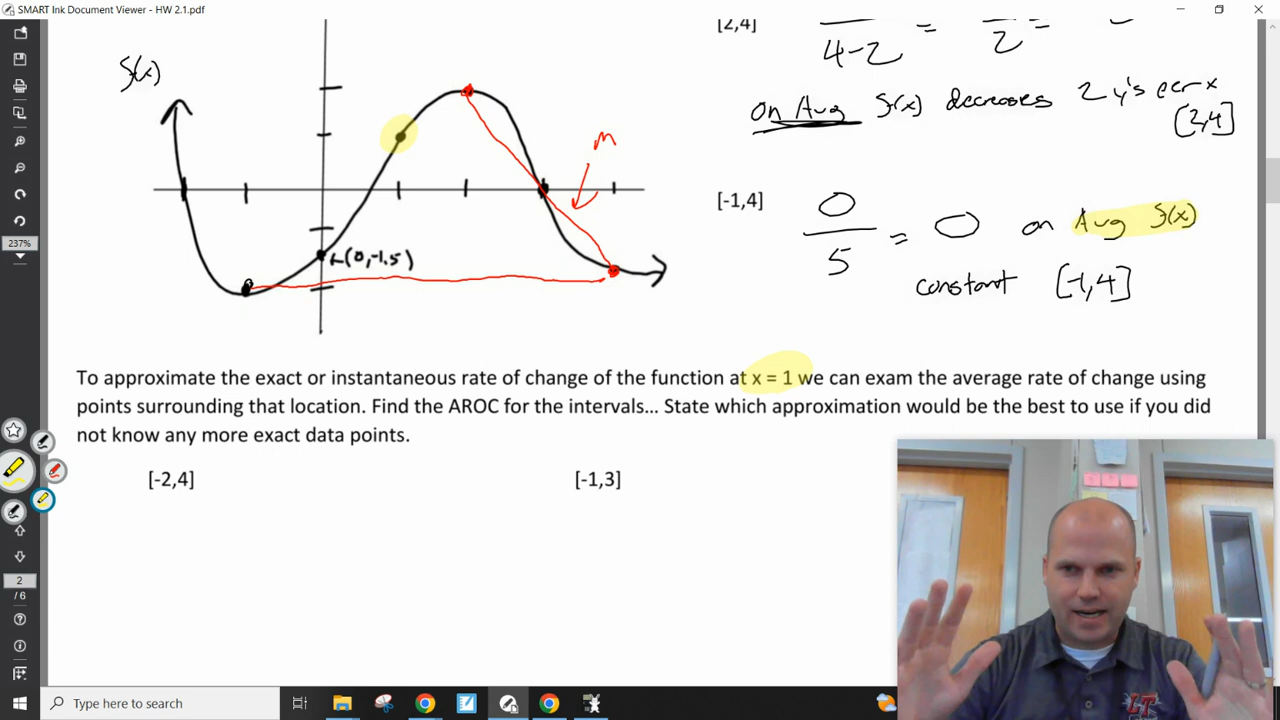 SMART Ink Document Viewer - HW 2.1.pdf
f(x)
m
(0,-1.5)
[2,4]
4-2 = 2 =
on Avg f(x) decreases 2 y's per x
[2,4]
[-1,4]
0
5 = 0 on Avg f(x)
constant [-1,4]
To approximate the exact or instantaneous rate of change of the function at x = 1 we can exam the average rate of change using
points surrounding that location. Find the AROC for the intervals... State which approximation would be the best to use if you did
not know any more exact data points.
[-2,4] [-1,3]
237%
2
/ 6
LT
Type here to search